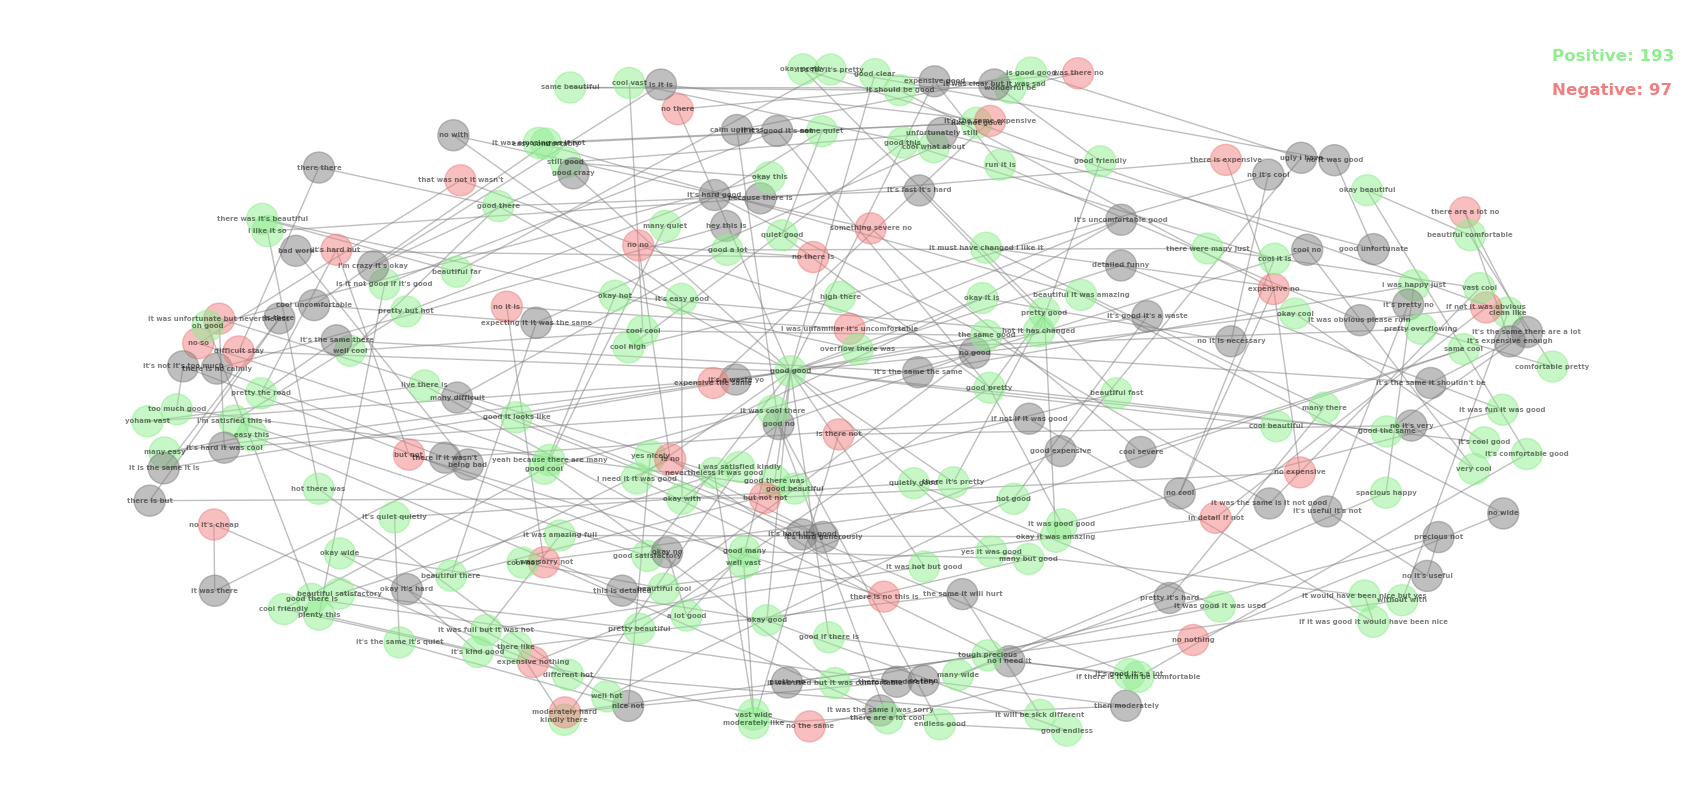 Positive: 193
Negative: 97
okay pretty
good clear
expensive good
is good good
was there no
same beautiful
cool vast
is it is
it should be good
it was clear but it was sad
wonderful be
no there
it's the same expensive
no with
calm ugliness
same quiet
unfortunately still
good this
cool what about
still good
good crazy
run it is
good friendly
there is expensive
ugly i have
no it was good
there there
that was not it wasn't
okay this
no it's cool
it's hard good
because there is
it's fast it's hard
okay beautiful
good there
there are a lot no
there was it's beautiful
i like it so
many quiet
hey this is
quiet good
something severe no
it's uncomfortable good
beautiful comfortable
bad work
it's hard but
no no
good a lot
no there is
it must have changed i like it
there were many just
cool no
good unfortunate
cool it is
i'm crazy it's okay
beautiful far
detailed funny
is it not good if it's good
i was happy just
vast cool
expensive no
okay hot
it's easy good
high there
okay it is
beautiful it was amazing
cool uncomfortable
no it is
pretty but hot
it's pretty no
if not it was obvious
clean like
it was unfortunate but nevertheless
is there
oh good
expecting it it was the same
pretty good
it's good it's a waste
okay cool
it was obvious please ruin
cool cool
i was unfamiliar it's uncomfortable
the same good
hot it has changed
pretty overflowing
it's the same there are a lot
no so
it's the same there
cool high
overflow there was
no it is necessary
it's expensive enough
difficult stay
well cool
no good
same cool
it's not it's too much
there is no calmly
good good
it's the same the same
comfortable pretty
expensive the same
live there is
good pretty
it's the same it shouldn't be
pretty the road
many difficult
beautiful fast
too much good
it was cool there
many there
it was fun it was good
yoham vast
i'm satisfied this is
good it looks like
good no
if not if it was good
cool beautiful
no it's very
easy this
is there not
good the same
it's cool good
many easy
it's hard it was cool
but not
there if it wasn't
yes nicely
good expensive
cool severe
it's comfortable good
it is the same it is
being bad
yeah because there are many
good cool
is no
i was satisfied kindly
nevertheless it was good
very cool
no expensive
i need it it was good
good there was
good beautiful
quietly good
there it's pretty
hot there was
spacious happy
there is but
okay with
but not not
hot good
no cool
it was the same is it not good
it's useful it's not
no wide
it's quiet quietly
in detail if not
no it's cheap
it was good good
it was amazing full
it's hard it's good
it's hard generously
okay it was amazing
precious not
okay wide
good satisfactory
okay no
good many
well vast
yes it was good
many but good
i was sorry not
it was hot but good
beautiful there
no it's useful
it was there
okay it's hard
this is detailed
beautiful cool
beautiful satisfactory
good there is
there is no this is
the same it will hurt
pretty it's hard
it would have been nice but yes
without with
cool friendly
plenty this
a lot good
okay good
it was good it was used
if it was good it would have been nice
it was full but it was hot
pretty beautiful
good if there is
it's the same it's quiet
there like
no nothing
it's kind good
expensive nothing
tough precious
no i need it
different hot
many wide
it's good it's a lot
if there is it will be comfortable
well hot
nice not
moderately hard
kindly there
vast wide
moderately like
no the same
it was the same i was sorry
there are a lot cool
endless good
it will be sick different
then moderately
good endless